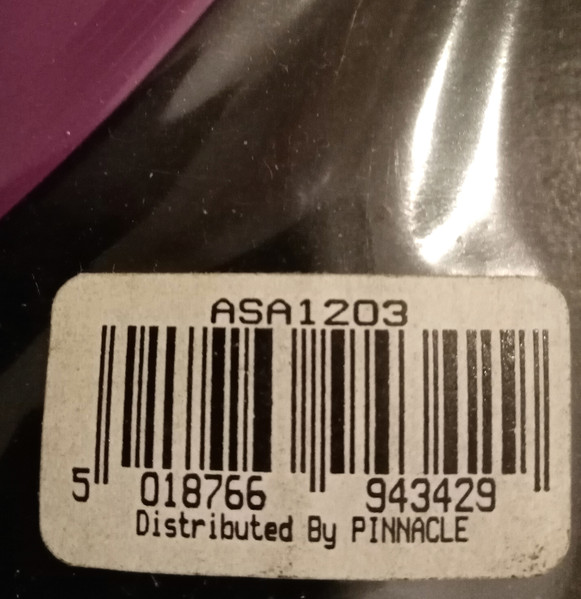 ASA1203
5 018766 943429
Distributed By PINNACLE